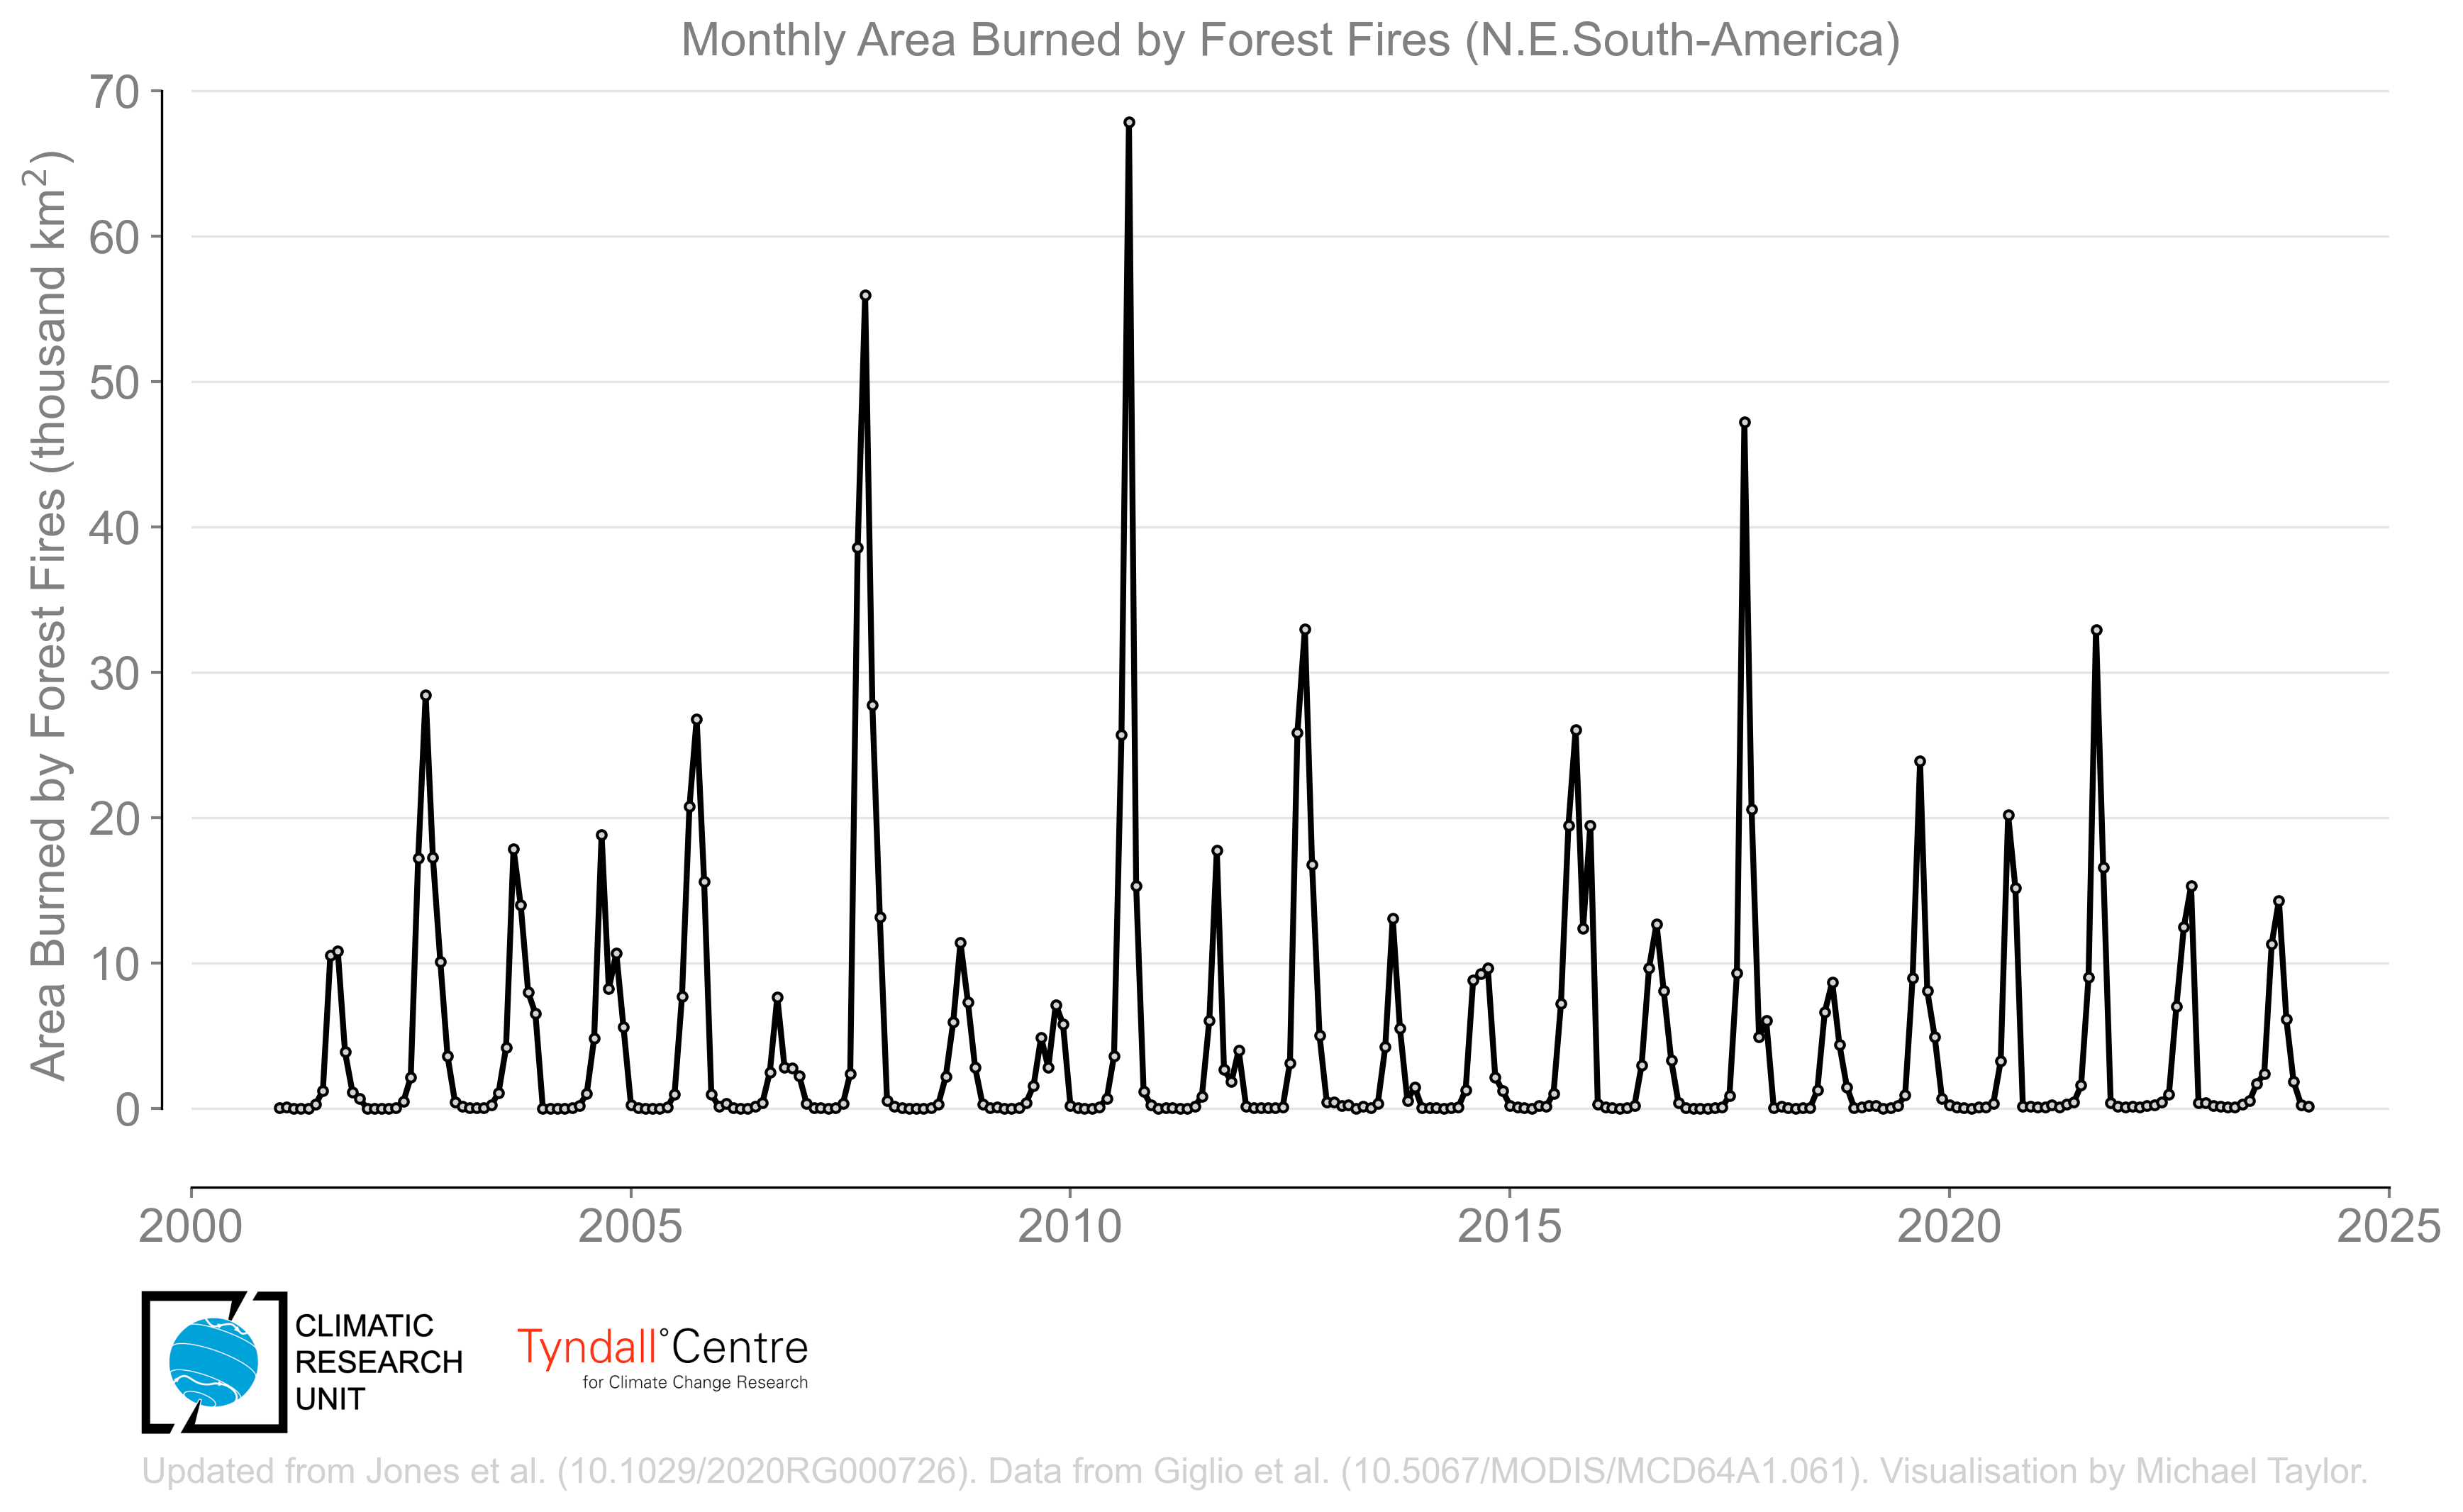 Monthly Area Burned by Forest Fires (N.E.South-America)
Area Burned by Forest Fires (thousand km²)
70
60
50
40
30
20
10
0
2000 2005 2010 2015 2020 2025
CLIMATIC
RESEARCH
UNIT
Tyndall°Centre
for Climate Change Research
Updated from Jones et al. (10.1029/2020RG000726). Data from Giglio et al. (10.5067/MODIS/MCD64A1.061). Visualisation by Michael Taylor.